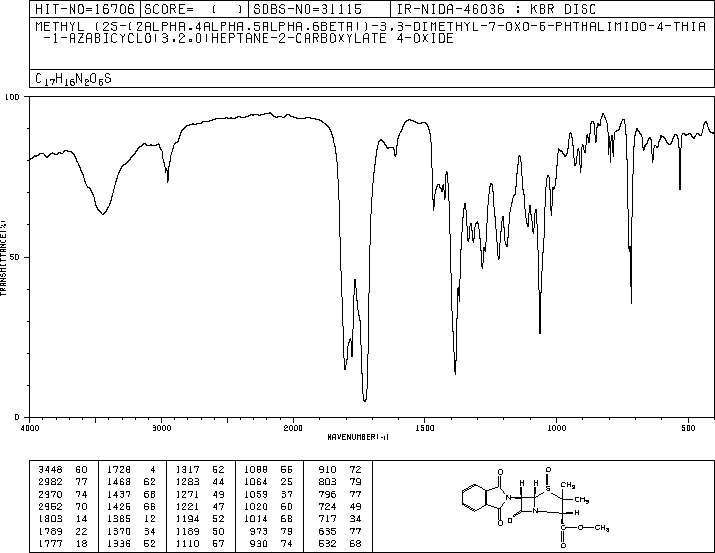 HIT-NO=16706 |SCORE= ( ) |SDBS-NO=31115 IR-NIDA-46036 : KBR DISC
METHYL (2S-(2ALPHA,4ALPHA,5ALPHA,6BETA))-3,3-DIMETHYL-7-OXO-6-PHTHALIMIDO-4-THIA
-1-AZABICYCLO(3.2.0)HEPTANE-2-CARBOXYLATE 4-OXIDE
C17H16N2O6S
100
50
0
TRANSMITTANCE(%)
4000 3000 2000 1500 1000 500
WAVENUMBER(-1)
3448 60 1728 4 1317 52 1088 56 910 72
2982 77 1468 62 1283 44 1064 25 803 79
2970 74 1437 66 1271 49 1059 37 796 77
2952 70 1426 66 1221 47 1020 60 724 49
1803 14 1385 12 1194 52 1014 68 717 34
1789 22 1370 34 1189 50 973 79 635 77
1777 18 1336 52 1110 57 930 74 532 68
O
O H H S CH3
N CH3
O N H
O C-O-CH3
O